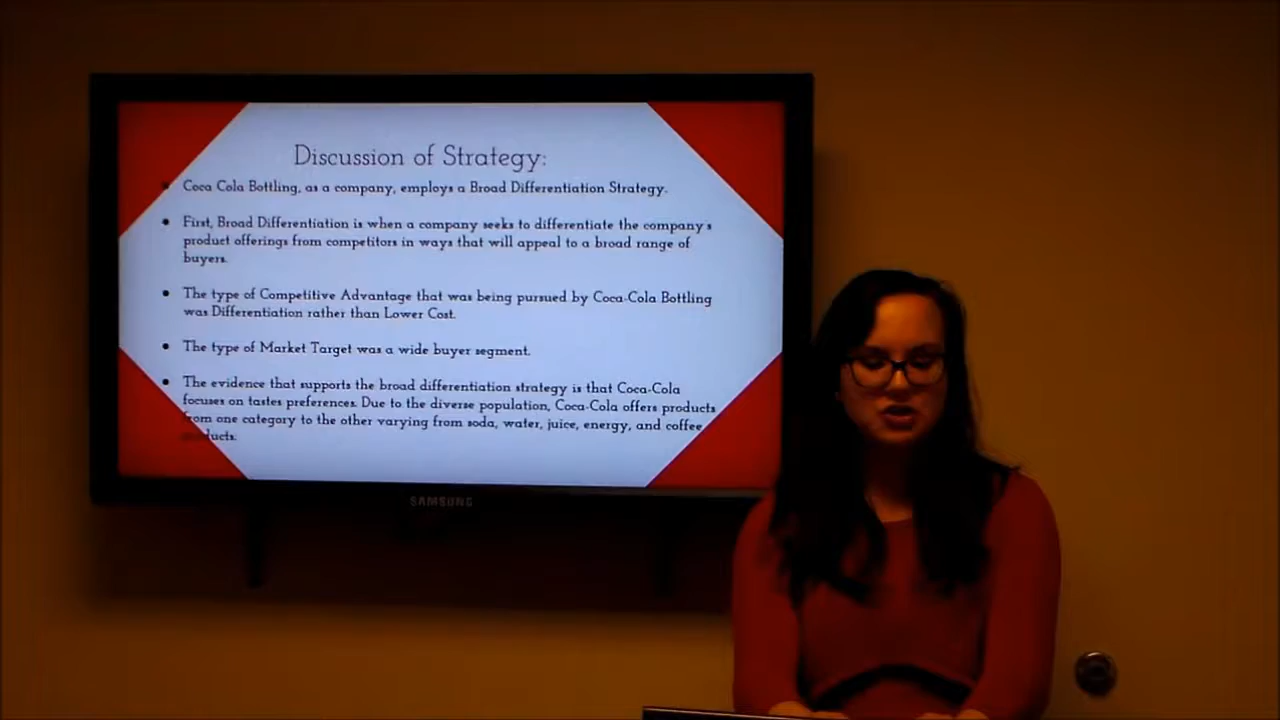 Discussion of Strategy:
Coca Cola Bottling, as a company, employs a Broad Differentiation Strategy.
First, Broad Differentiation is when a company seeks to differentiate the company's
product offerings from competitors in ways that will appeal to a broad range of
buyers.
The type of Competitive Advantage that was being pursued by Coca-Cola Bottling
was Differentiation rather than Lower Cost.
The type of Market Target was a wide buyer segment.
The evidence that supports the broad differentiation strategy is that Coca-Cola
focuses on tastes preferences. Due to the diverse population, Coca-Cola offers products
from one category to the other varying from soda, water, juice, energy, and coffee
products.
SAMSUNG